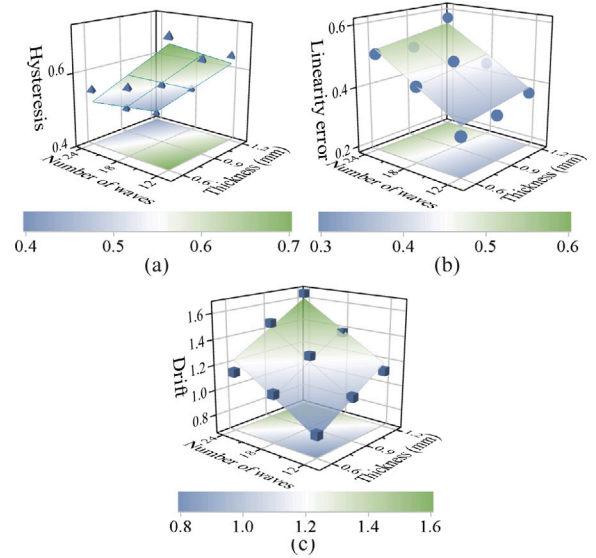 Hysteresis
0.6
0.4
24
18
12
Number of waves
0.6
0.9
1.2
Thickness (mm)
0.4 0.5 0.6 0.7
(a)
Linearity error
0.6
0.4
0.2
24
18
12
Number of waves
0.6
0.9
1.2
Thickness (mm)
0.3 0.4 0.5 0.6
(b)
Drift
1.6
1.4
1.2
1.0
0.8
24
18
12
Number of waves
0.6
0.9
1.2
Thickness (mm)
0.8 1.0 1.2 1.4 1.6
(c)